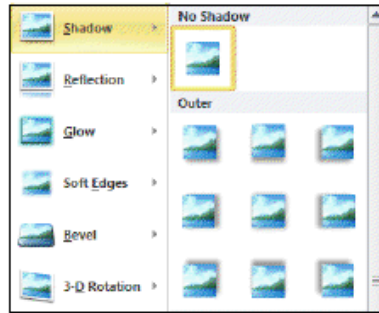 Shadow
Reflection
Glow
Soft Edges
Bevel
3-D Rotation
No Shadow
Outer